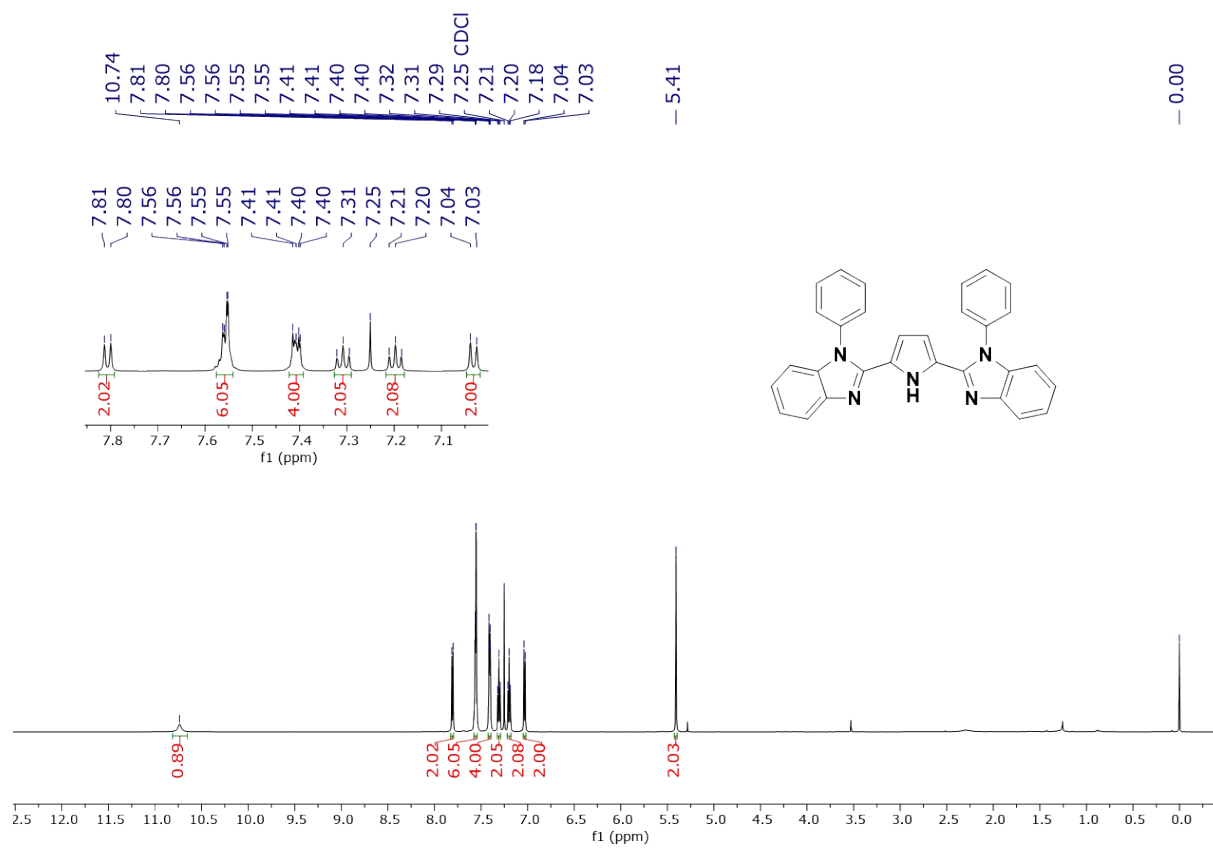 10.74 7.81 7.80 7.56 7.56 7.55 7.55 7.41 7.41 7.40 7.40 7.32 7.31 7.29 7.25 CDCl 7.21 7.20 7.18 7.04 7.03 5.41 0.00
7.81 7.80 7.56 7.56 7.55 7.55 7.41 7.41 7.40 7.40 7.31 7.25 7.21 7.20 7.04 7.03
2.02 6.05 4.00 2.05 2.08 2.00
7.8 7.7 7.6 7.5 7.4 7.3 7.2 7.1
f1 (ppm)
N N
N N H N
0.89 2.02 6.05 4.00 2.05 2.08 2.00 2.03
2.5 12.0 11.5 11.0 10.5 10.0 9.5 9.0 8.5 8.0 7.5 7.0 6.5 6.0 5.5 5.0 4.5 4.0 3.5 3.0 2.5 2.0 1.5 1.0 0.5 0.0
f1 (ppm)